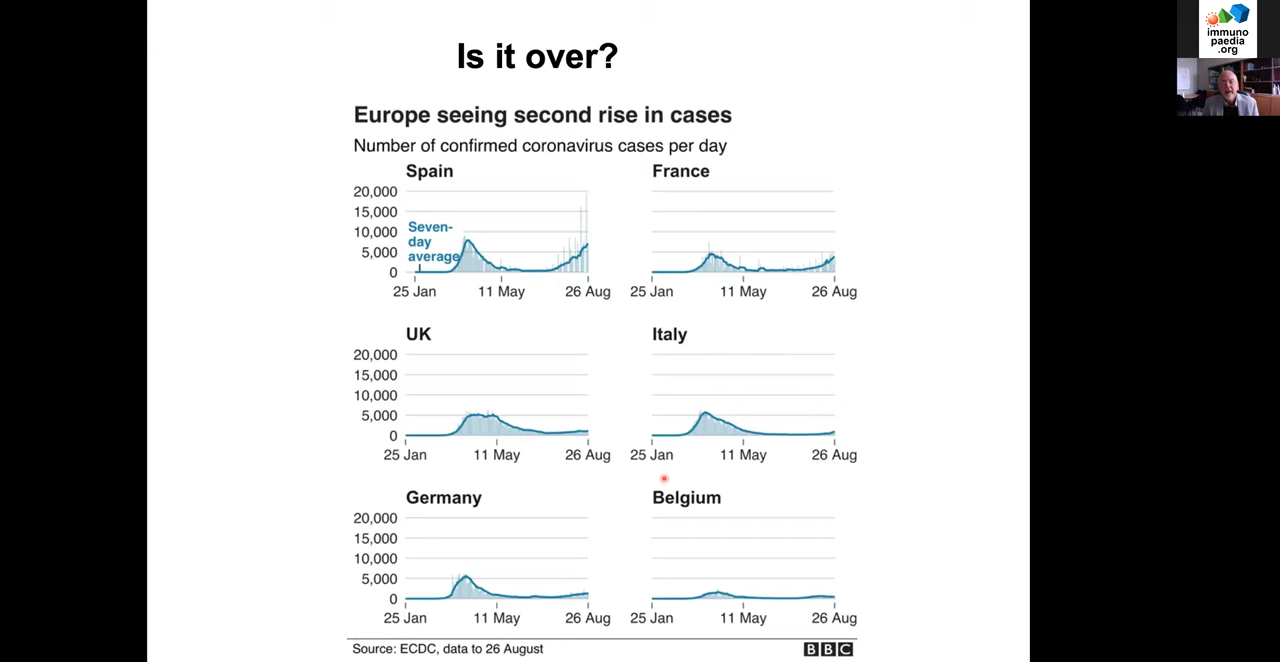 Is it over?
immuno
paedia
.org
Europe seeing second rise in cases
Number of confirmed coronavirus cases per day
Spain
20,000
15,000
10,000
5,000
0
Seven-
day
average
25 Jan
11 May
26 Aug
France
25 Jan
11 May
26 Aug
UK
20,000
15,000
10,000
5,000
0
25 Jan
11 May
26 Aug
Italy
25 Jan
11 May
26 Aug
Germany
20,000
15,000
10,000
5,000
0
25 Jan
11 May
26 Aug
Belgium
25 Jan
11 May
26 Aug
Source: ECDC, data to 26 August
BBC